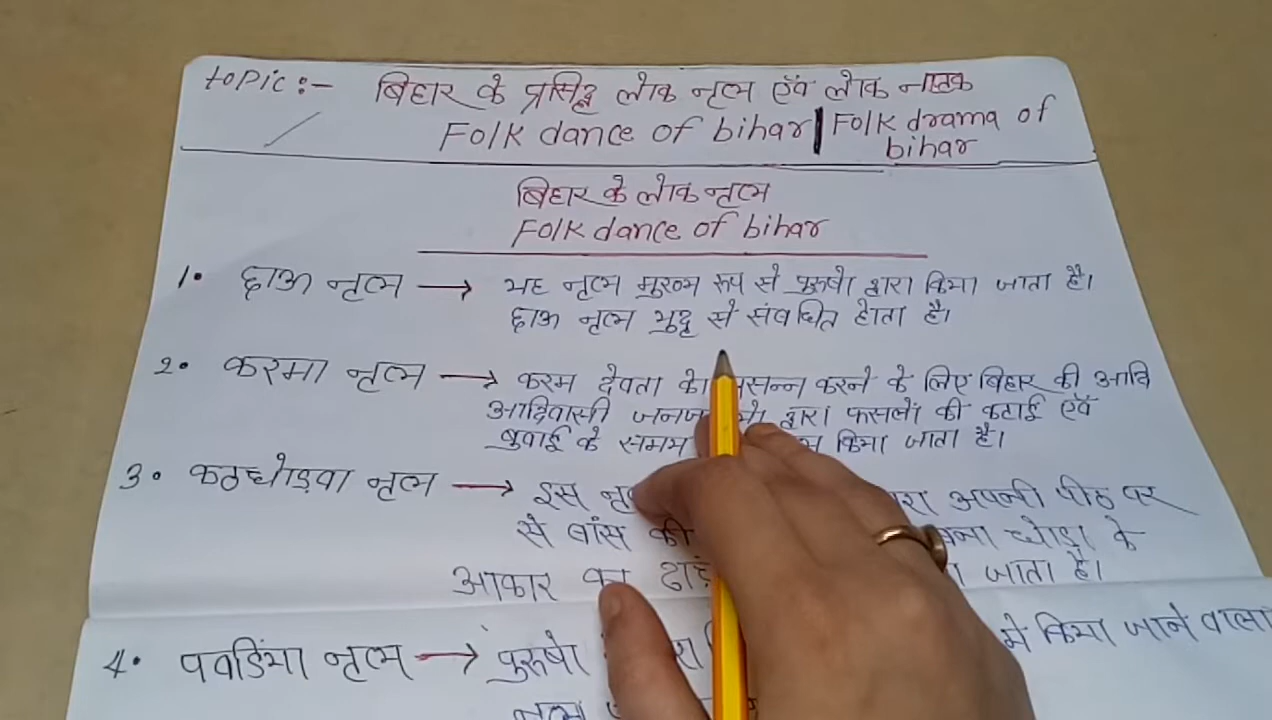 topic:- बिहार के प्रसिद्ध लोक नृत्य एवं लोक नाटक
Folk dance of bihar | Folk drama of
bihar
बिहार के लोक नृत्य
Folk dance of bihar
1. छाऊ नृत्य → यह नृत्य मुख्य रूप से पुरुषो द्वारा किया जाता है।
छाऊ नृत्य युद्ध से संबधित होता है।
2. करमा नृत्य → करम देवता को प्रसन्न करने के लिए बिहार की आदि
आदिवासी द्वारा फसलो की कटाई एवं
बुवाई के समय किया जाता है।
3. कठघोड़वा नृत्य → इस अपनी पीठ पर
से बांस की घोड़ा के
आकार का जाता है।
4. पवडिया नृत्य → पुरुषो मे किया जाने वाला
नृत्य